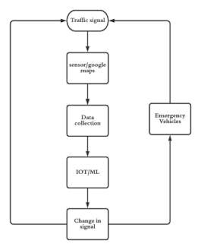 Traffic signal
sensor/google
maps
Data
collection
Emergency
Vehicles
IOT/ML
Change in
signal